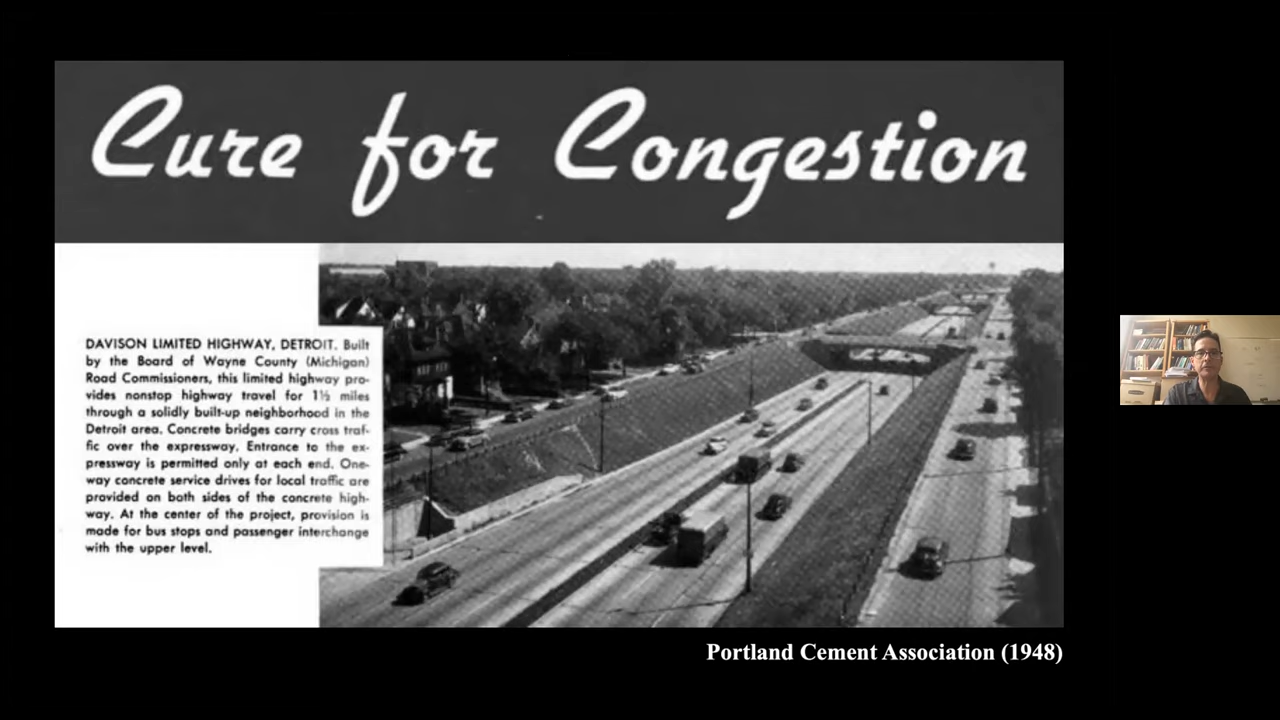 Cure for Congestion
DAVISON LIMITED HIGHWAY, DETROIT. Built
by the Board of Wayne County (Michigan)
Road Commissioners, this limited highway pro-
vides nonstop highway travel for 1½ miles
through a solidly built-up neighborhood in the
Detroit area. Concrete bridges carry cross traf-
fic over the expressway. Entrance to the ex-
pressway is permitted only at each end. One-
way concrete service drives for local traffic are
provided on both sides of the concrete high-
way. At the center of the project, provision is
made for bus stops and passenger interchange
with the upper level.
Portland Cement Association (1948)